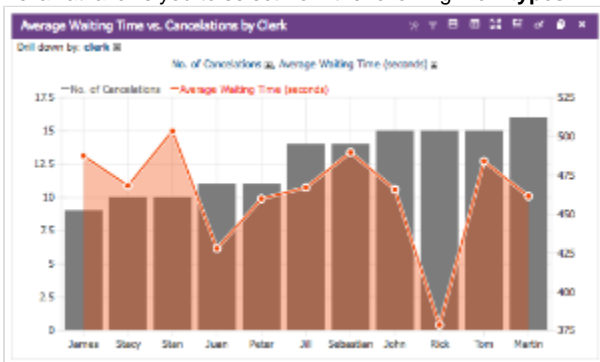 Average Waiting Time vs. Cancelations by Clerk
Drill down by: clerk
No. of Cancelations, Average Waiting Time (seconds)
No. of Cancelations Average Waiting Time (seconds)
17.5 525
15 500
12.5 475
10 450
7.5 425
5
2.5 400
0 375
James Stacy Stan Juan Peter Jill Sebastian John Rick Tom Martin